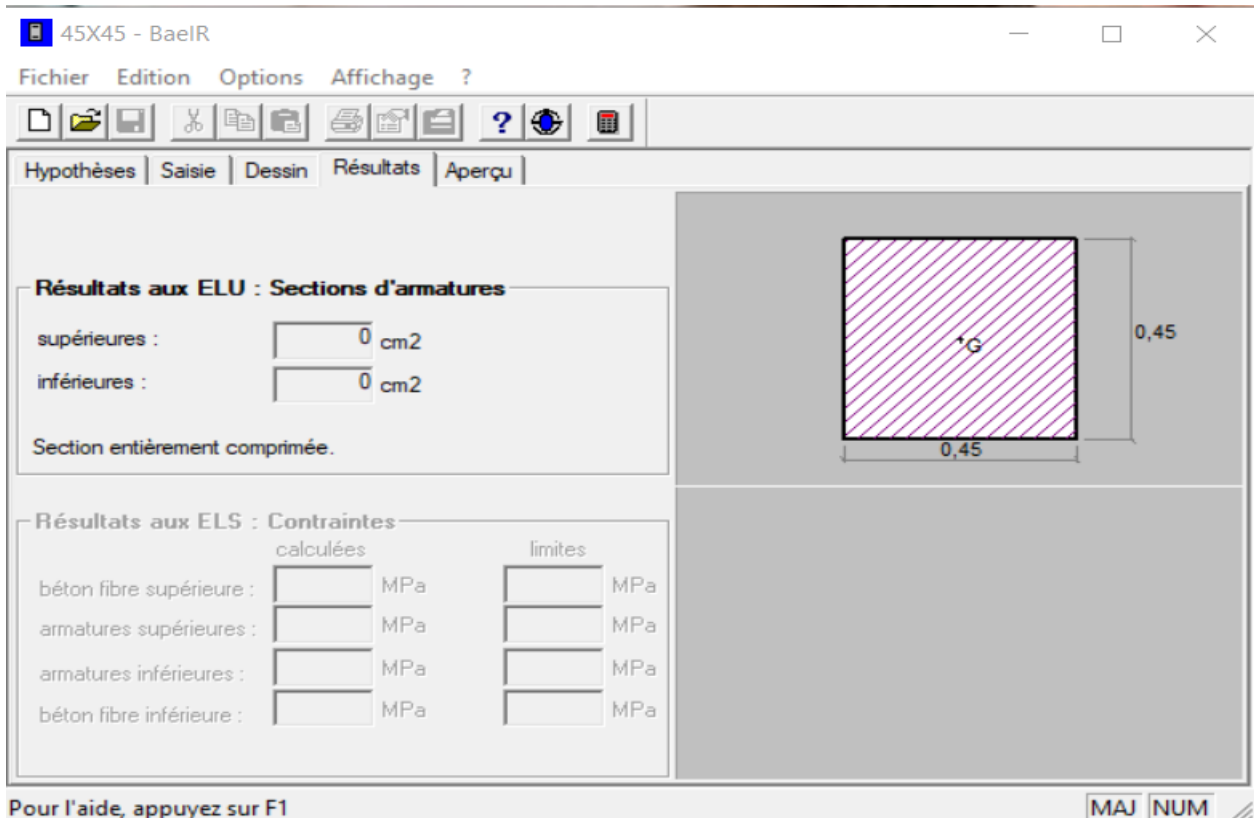 45X45 - BaelR
Fichier Edition Options Affichage ?
Hypothèses Saisie Dessin Résultats Aperçu
Résultats aux ELU : Sections d'armatures
supérieures : 0 cm2
inférieures : 0 cm2
Section entièrement comprimée.
G
0,45
0,45
Résultats aux ELS : Contraintes
calculées limites
béton fibre supérieure : MPa MPa
armatures supérieures : MPa MPa
armatures inférieures : MPa MPa
béton fibre inférieure : MPa MPa
Pour l'aide, appuyez sur F1 MAJ NUM